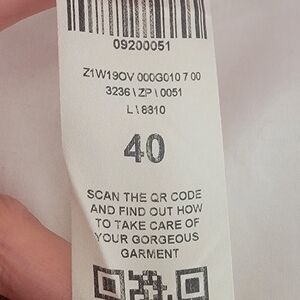 09200051
Z1W19OV 000G010 7 00
3236 \ ZP \ 0051
L \ 8810
40
SCAN THE QR CODE
AND FIND OUT HOW
TO TAKE CARE OF
YOUR GORGEOUS
GARMENT